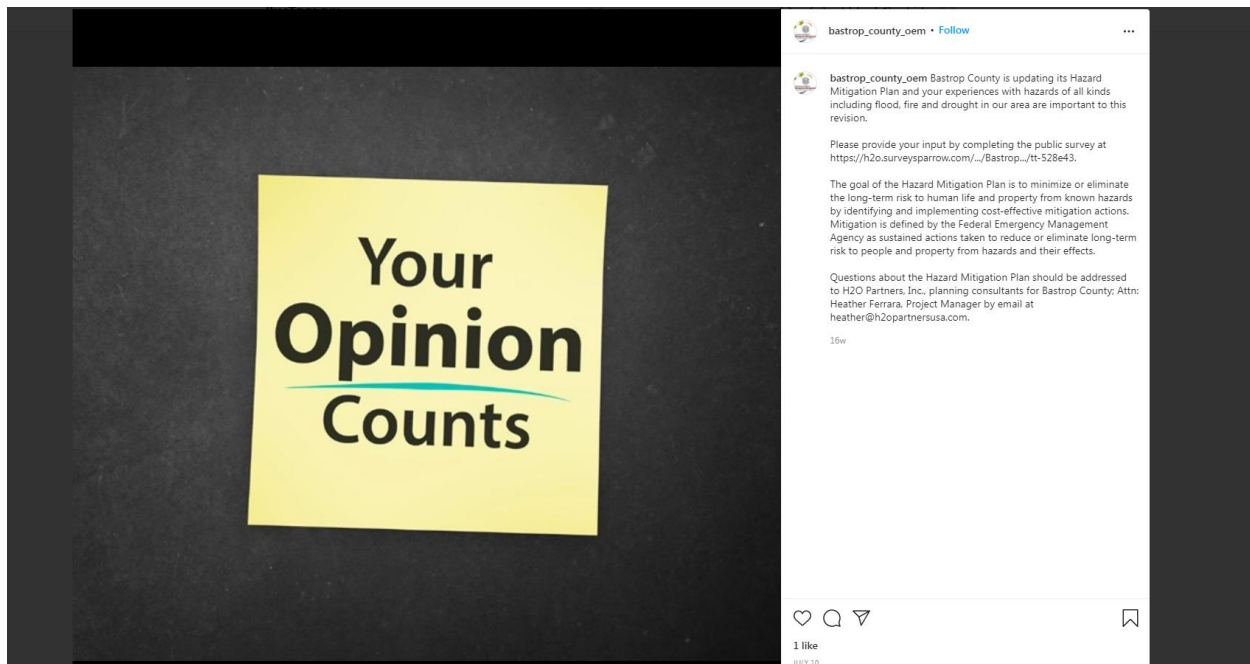 Your
Opinion
Counts
bastrop_county_oem • Follow
bastrop_county_oem Bastrop County is updating its Hazard
Mitigation Plan and your experiences with hazards of all kinds
including flood, fire and drought in our area are important to this
revision.
Please provide your input by completing the public survey at
https://h2o.surveysparrow.com/.../Bastrop.../tt-528e43.
The goal of the Hazard Mitigation Plan is to minimize or eliminate
the long-term risk to human life and property from known hazards
by identifying and implementing cost-effective mitigation actions.
Mitigation is defined by the Federal Emergency Management
Agency as sustained actions taken to reduce or eliminate long-term
risk to people and property from hazards and their effects.
Questions about the Hazard Mitigation Plan should be addressed
to H2O Partners, Inc., planning consultants for Bastrop County; Attn:
Heather Ferrara, Project Manager by email at
heather@h2opartnersusa.com.
16w
1 like
JULY 10